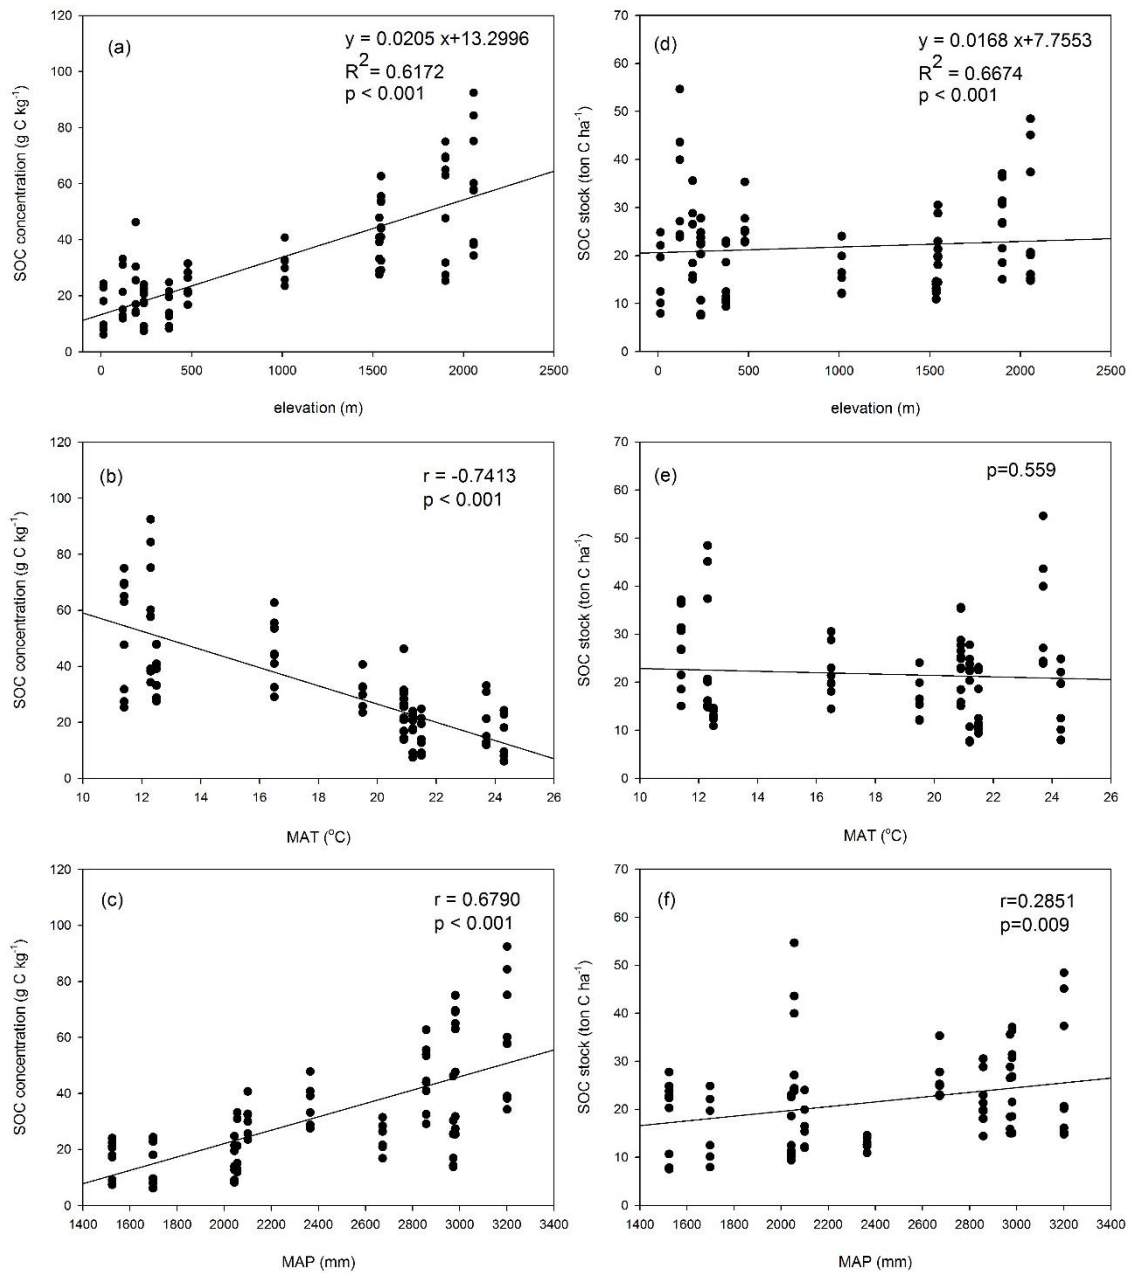 (a)
y = 0.0205 x+13.2996
R2 = 0.6172
p < 0.001
SOC concentration (g C kg-1)
120
100
80
60
40
20
0
0 500 1000 1500 2000 2500
elevation (m)
(d)
y = 0.0168 x+7.7553
R2 = 0.6674
p < 0.001
SOC stock (ton C ha-1)
70
60
50
40
30
20
10
0
0 500 1000 1500 2000 2500
elevation (m)
(b)
r = -0.7413
p < 0.001
SOC concentration (g C kg-1)
120
100
80
60
40
20
0
10 12 14 16 18 20 22 24 26
MAT (oC)
(e)
p=0.559
SOC stock (ton C ha-1)
70
60
50
40
30
20
10
0
10 12 14 16 18 20 22 24 26
MAT (oC)
(c)
r = 0.6790
p < 0.001
SOC concentration (g C kg-1)
120
100
80
60
40
20
0
1400 1600 1800 2000 2200 2400 2600 2800 3000 3200 3400
MAP (mm)
(f)
r=0.2851
p=0.009
SOC stock (ton C ha-1)
70
60
50
40
30
20
10
0
1400 1600 1800 2000 2200 2400 2600 2800 3000 3200 3400
MAP (mm)